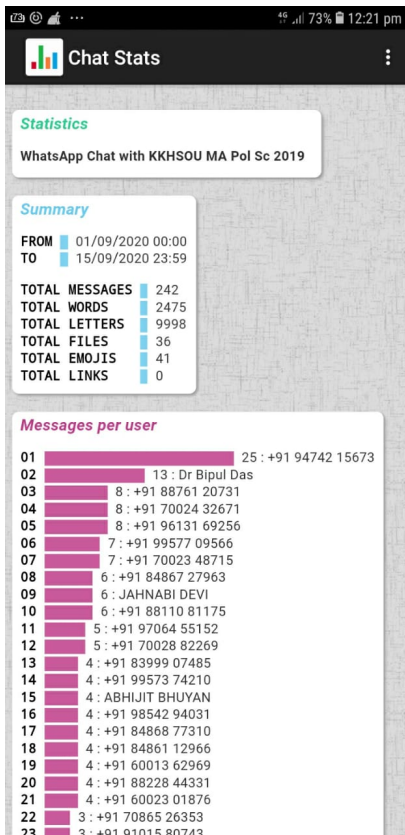 73 ... 4G 73% 12:21 pm
Chat Stats
Statistics
WhatsApp Chat with KKHSOU MA Pol Sc 2019
Summary
FROM 01/09/2020 00:00
TO 15/09/2020 23:59
TOTAL MESSAGES 242
TOTAL WORDS 2475
TOTAL LETTERS 9998
TOTAL FILES 36
TOTAL EMOJIS 41
TOTAL LINKS 0
Messages per user
01 25 : +91 94742 15673
02 13 : Dr Bipul Das
03 8 : +91 88761 20731
04 8 : +91 70024 32671
05 8 : +91 96131 69256
06 7 : +91 99577 09566
07 7 : +91 70023 48715
08 6 : +91 84867 27963
09 6 : JAHNABI DEVI
10 6 : +91 88110 81175
11 5 : +91 97064 55152
12 5 : +91 70028 82269
13 4 : +91 83999 07485
14 4 : +91 99573 74210
15 4 : ABHIJIT BHUYAN
16 4 : +91 98542 94031
17 4 : +91 84868 77310
18 4 : +91 84861 12966
19 4 : +91 60013 62969
20 4 : +91 88228 44331
21 4 : +91 60023 01876
22 3 : +91 70865 26353
23 3 : +91 91015 80743